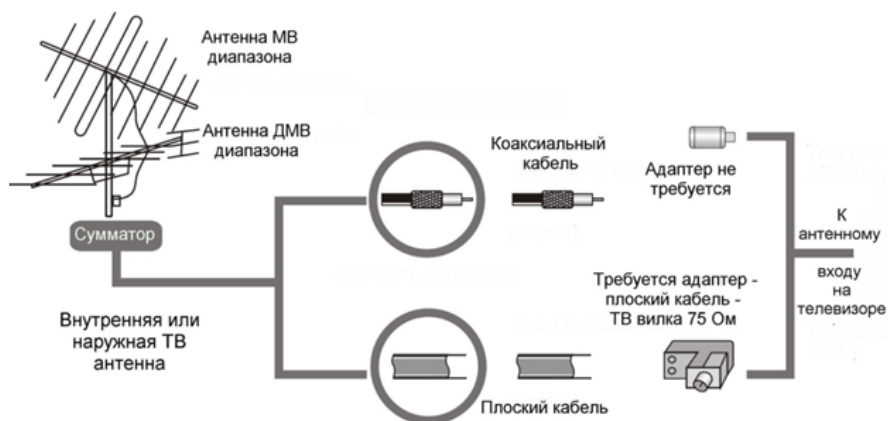 Антенна МВ
диапазона
Антенна ДМВ
диапазона
Сумматор
Внутренняя или
наружная ТВ
антенна
Коаксиальный
кабель
Адаптер не
требуется
Требуется адаптер -
плоский кабель -
ТВ вилка 75 Ом
Плоский кабель
К
антенному
входу
на
телевизоре